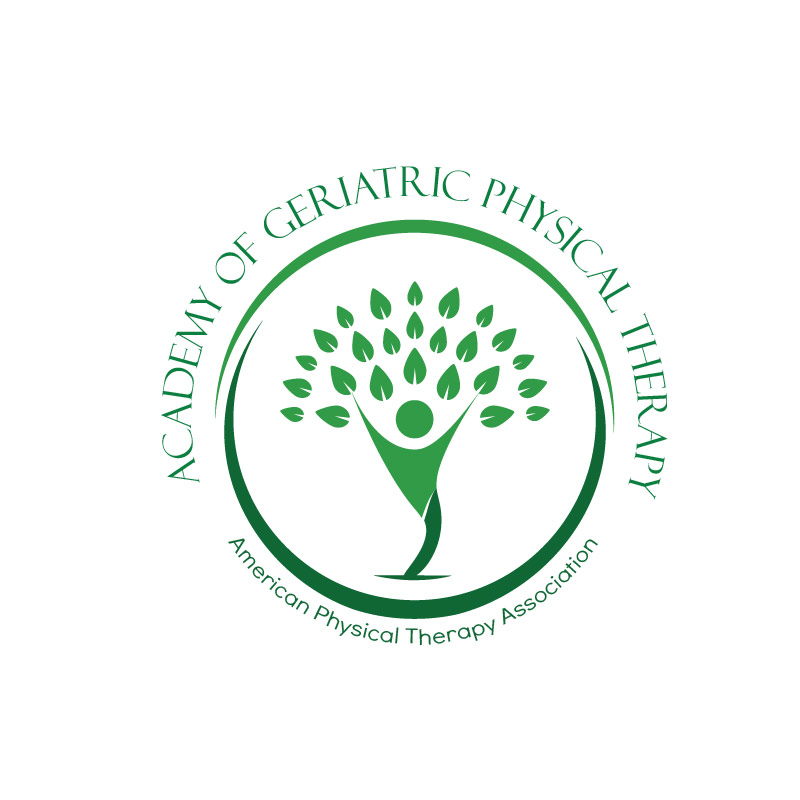 ACADEMY OF GERIATRIC PHYSICAL THERAPY
American Physical Therapy Association